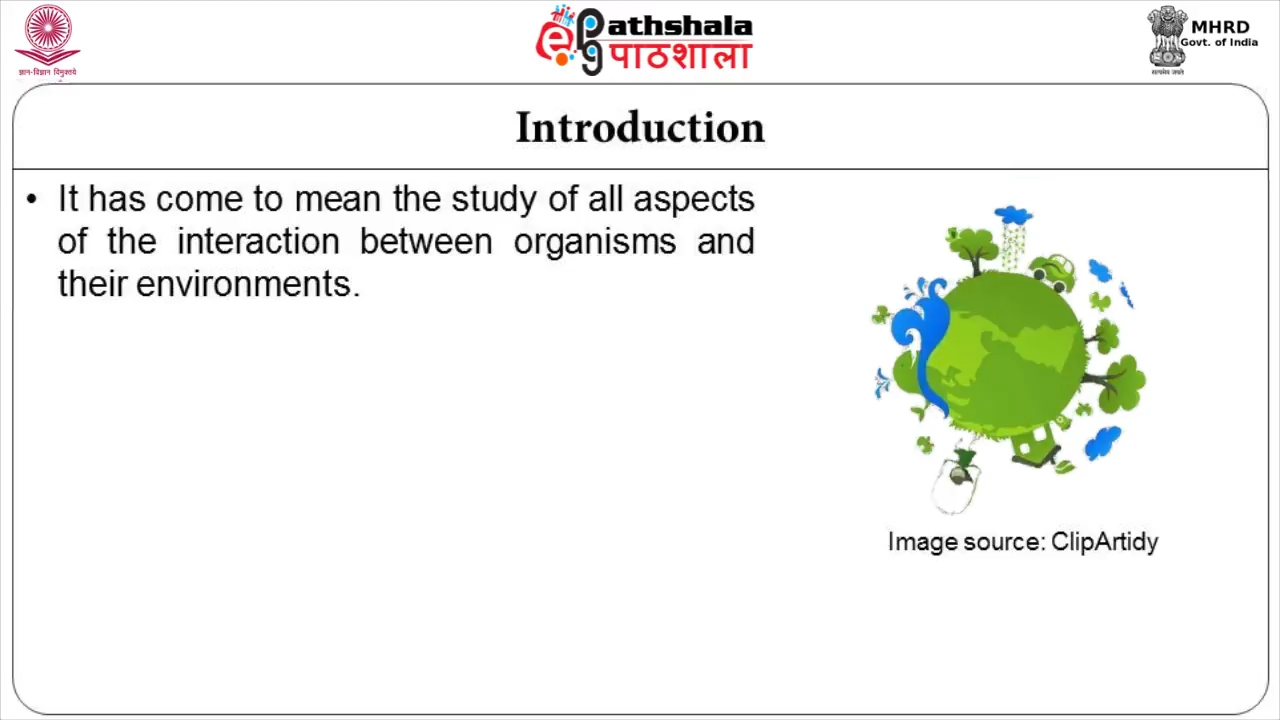 ePG Pathshala
पाठशाला
ज्ञान-विज्ञान विमुक्तये
MHRD
Govt. of India
सत्यमेव जयते
Introduction
• It has come to mean the study of all aspects
of the interaction between organisms and
their environments.
Image source: ClipArtidy